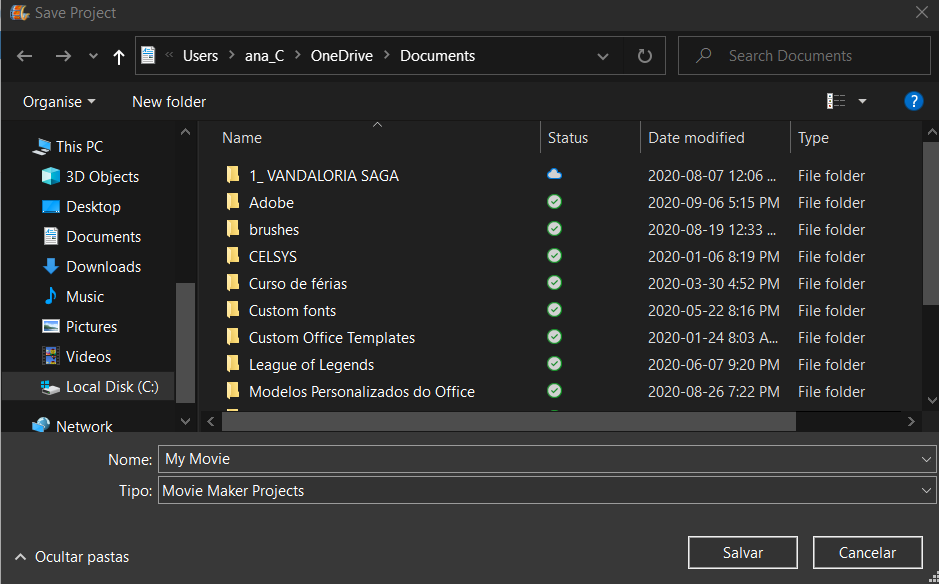 Save Project
« Users > ana_C > OneDrive > Documents
Search Documents
Organise
New folder
?
This PC
3D Objects
Desktop
Documents
Downloads
Music
Pictures
Videos
Local Disk (C:)
Network
Name Status Date modified Type
1_ VANDALORIA SAGA 2020-08-07 12:06 ... File folder
Adobe 2020-09-06 5:15 PM File folder
brushes 2020-08-19 12:33 ... File folder
CELSYS 2020-01-06 8:19 PM File folder
Curso de férias 2020-03-30 4:52 PM File folder
Custom fonts 2020-05-22 8:16 PM File folder
Custom Office Templates 2020-01-24 8:03 A... File folder
League of Legends 2020-06-07 9:20 PM File folder
Modelos Personalizados do Office 2020-08-26 7:22 PM File folder
Nome: My Movie
Tipo: Movie Maker Projects
Ocultar pastas
Salvar
Cancelar